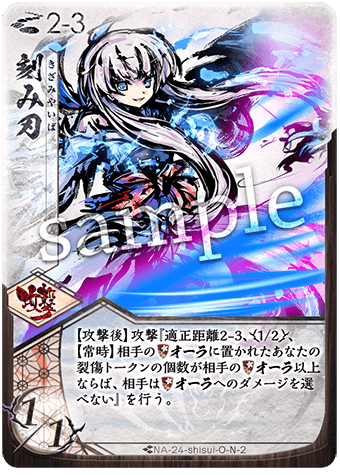 2-3
刻み刃
きざみやいば
sample
攻撃
【攻撃後】攻撃『適正距離2-3、1/2、
【常時】相手のオーラに置かれたあなたの
裂傷トークンの個数が相手のオーラ以上
ならば、相手はオーラへのダメージを選
べない』を行う。
1
1
NA-24-shisui-O-N-2